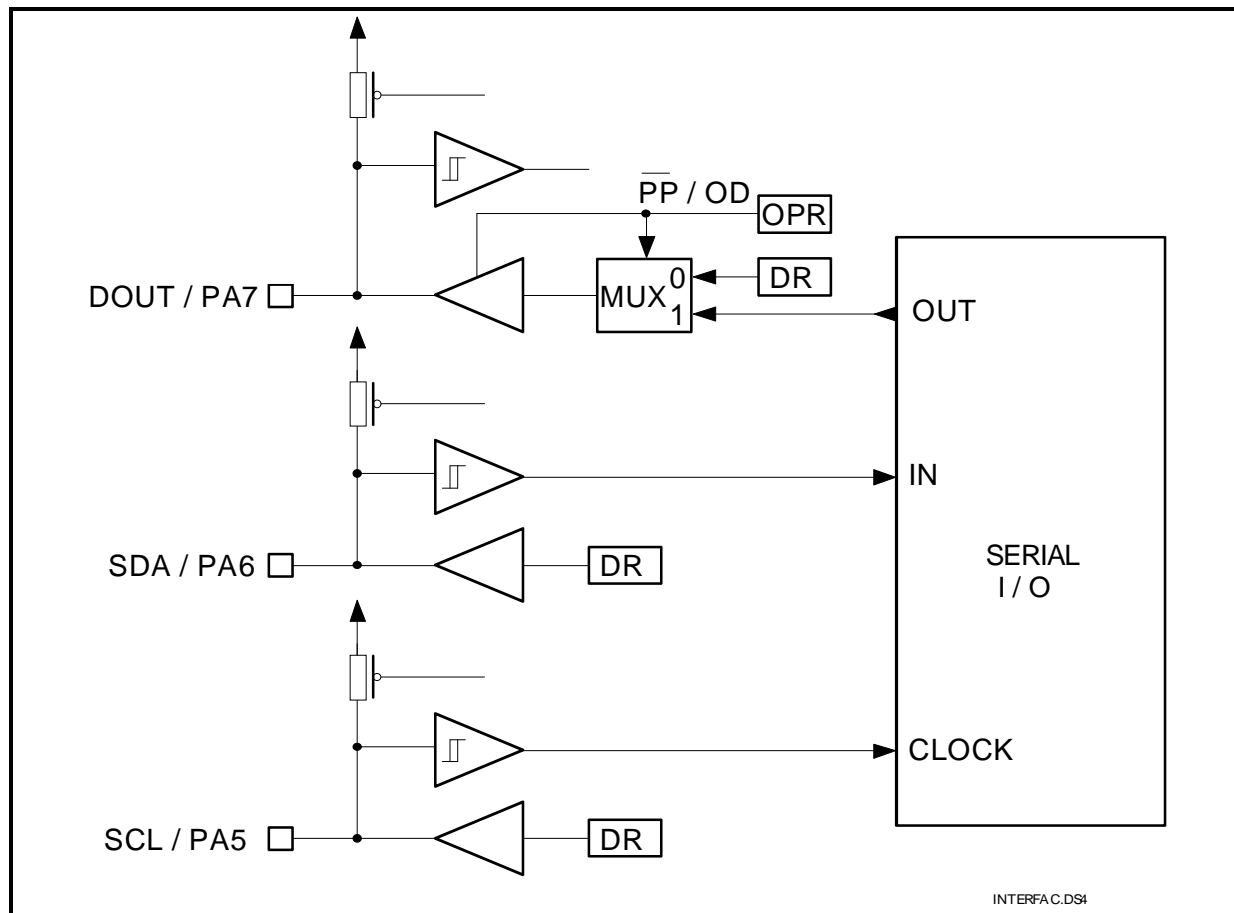 P̅P̅ / OD
OPR
DOUT / PA7
MUX
0
1
DR
OUT
IN
SDA / PA6
DR
SERIAL
I / O
CLOCK
SCL / PA5
DR
INTERFAC.DS4